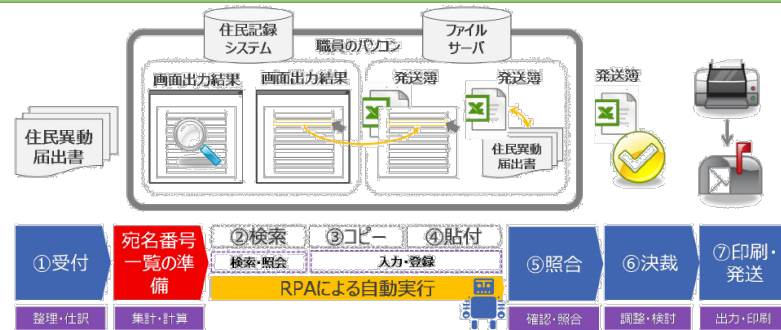 住民記録
システム
職員のパソコン
ファイル
サーバ
画面出力結果
画面出力結果
発送簿
発送簿
発送簿
住民異動
届出書
住民異動
届出書
①受付
宛名番号
一覧の準
備
②検索
③コピー
④貼付
検索・照会
入力・登録
RPAによる自動実行
⑤照合
⑥決裁
⑦印刷・
発送
整理・仕訳
集計・計算
確認・照合
調整・検討
出力・印刷